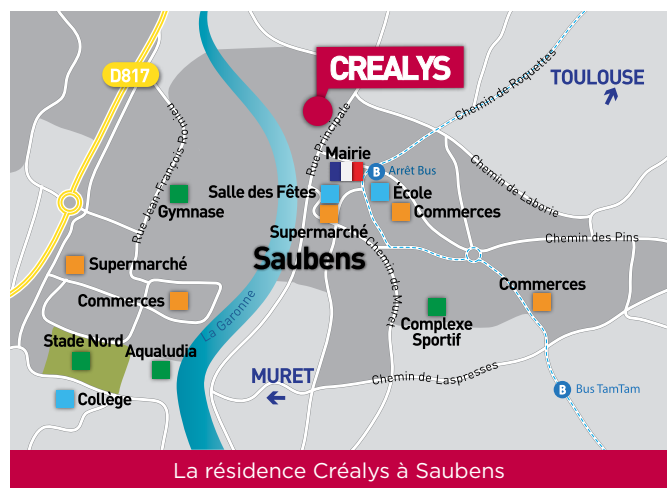 D817
CREALYS
TOULOUSE
Chemin de Roquettes
Rue Jean-François Romieu
Rue Principale
Mairie
B Arrêt Bus
Chemin de Laborie
Salle des Fêtes
École
Gymnase
Commerces
Supermarché
Chemin des Pins
Saubens
Supermarché
Chemin de Muret
Commerces
Commerces
La Garonne
Complexe
Sportif
Stade Nord
Aqualudia
MURET
Chemin de Laspresses
B Bus TamTam
Collège
La résidence Créalys à Saubens